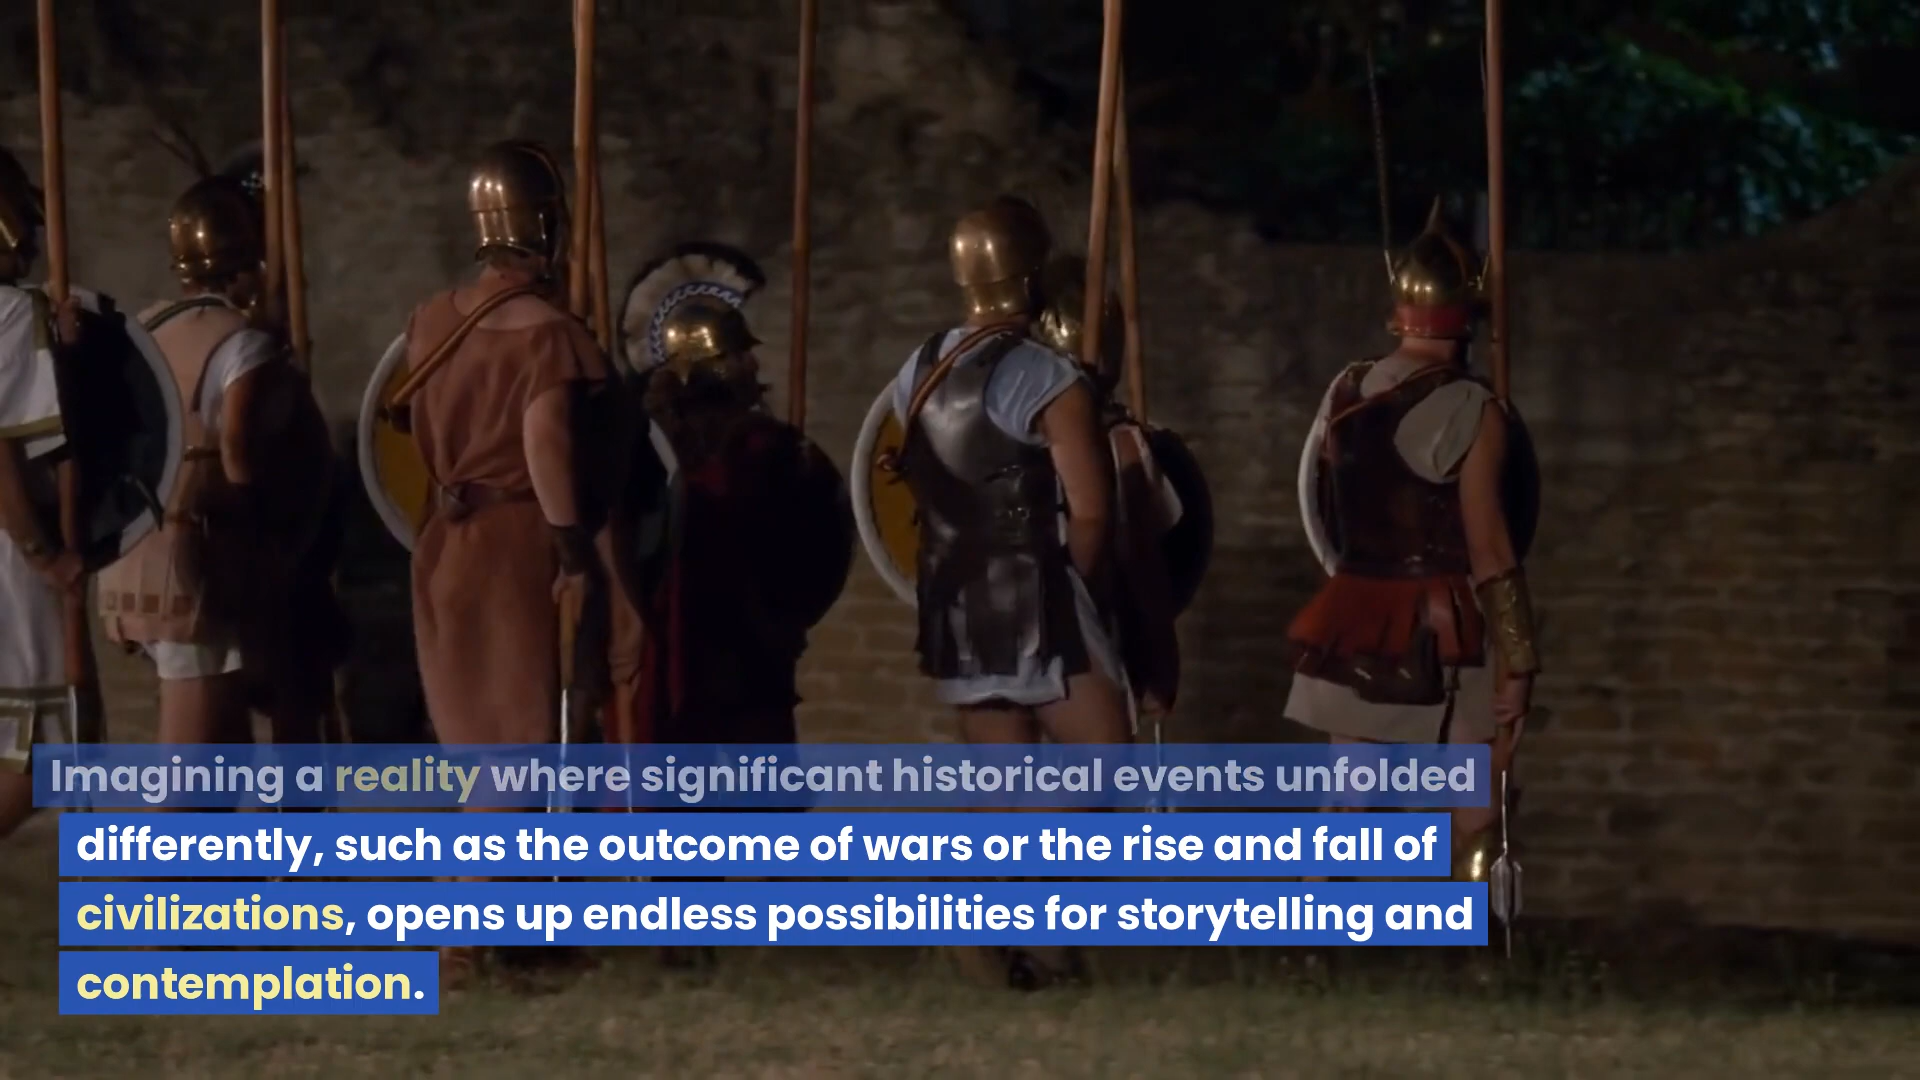 Imagining a reality where significant historical events unfolded
differently, such as the outcome of wars or the rise and fall of
civilizations, opens up endless possibilities for storytelling and
contemplation.